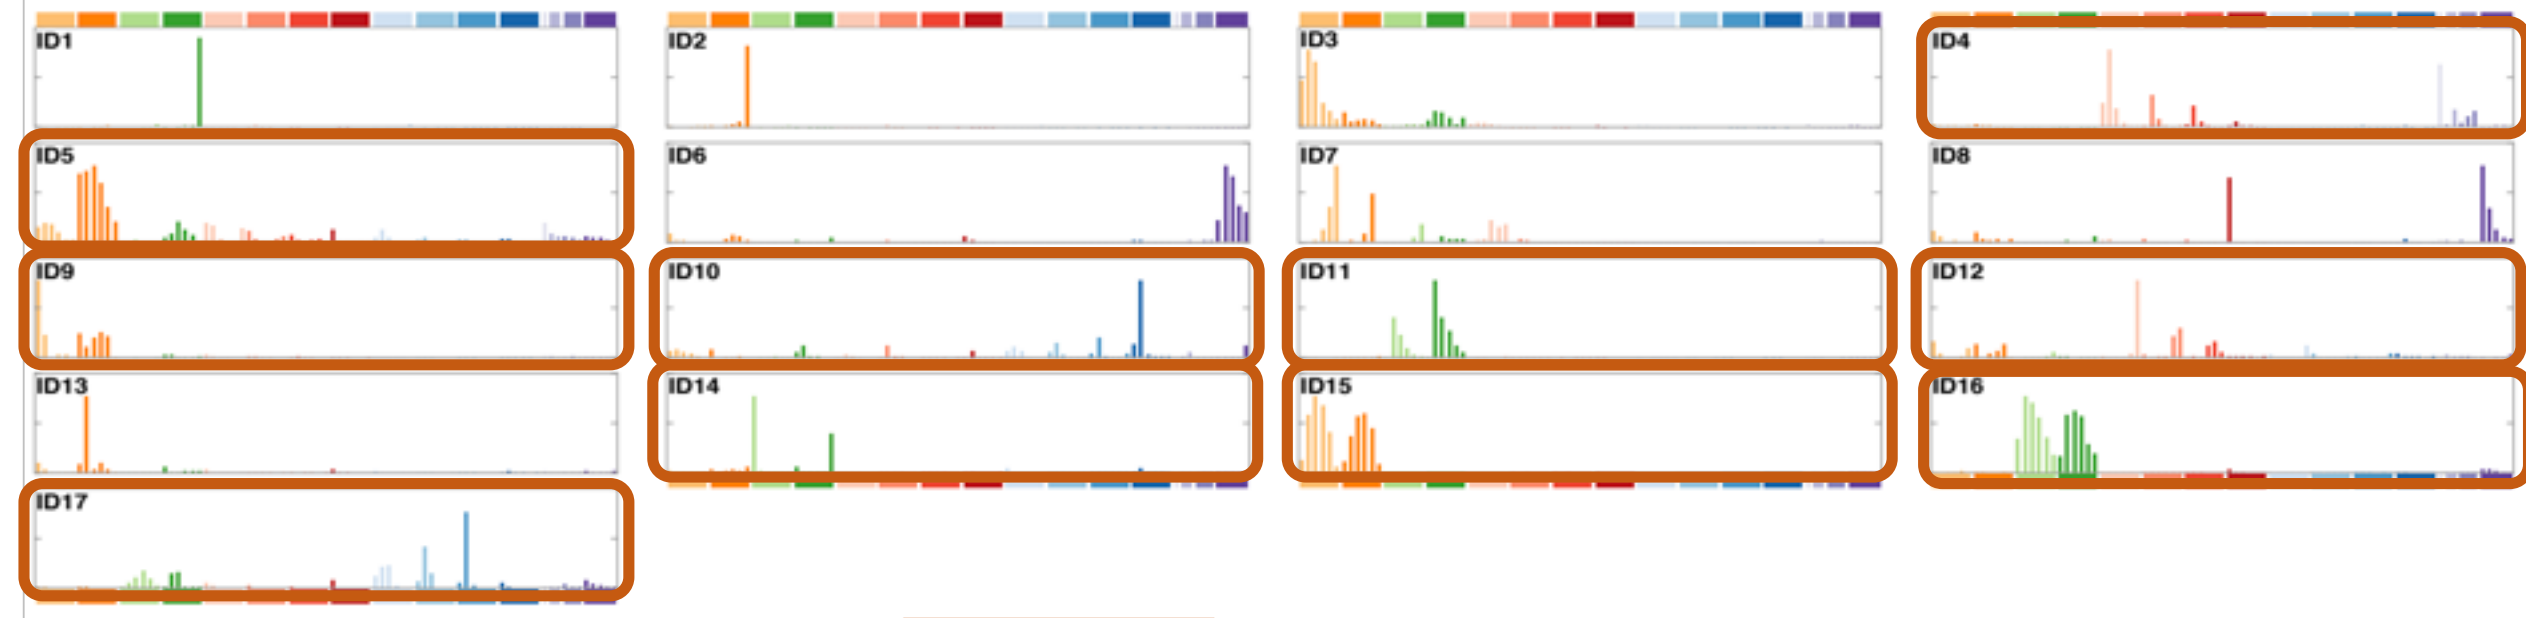 ID1 ID2 ID3 ID4
ID5 ID6 ID7 ID8
ID9 ID10 ID11 ID12
ID13 ID14 ID15 ID16
ID17